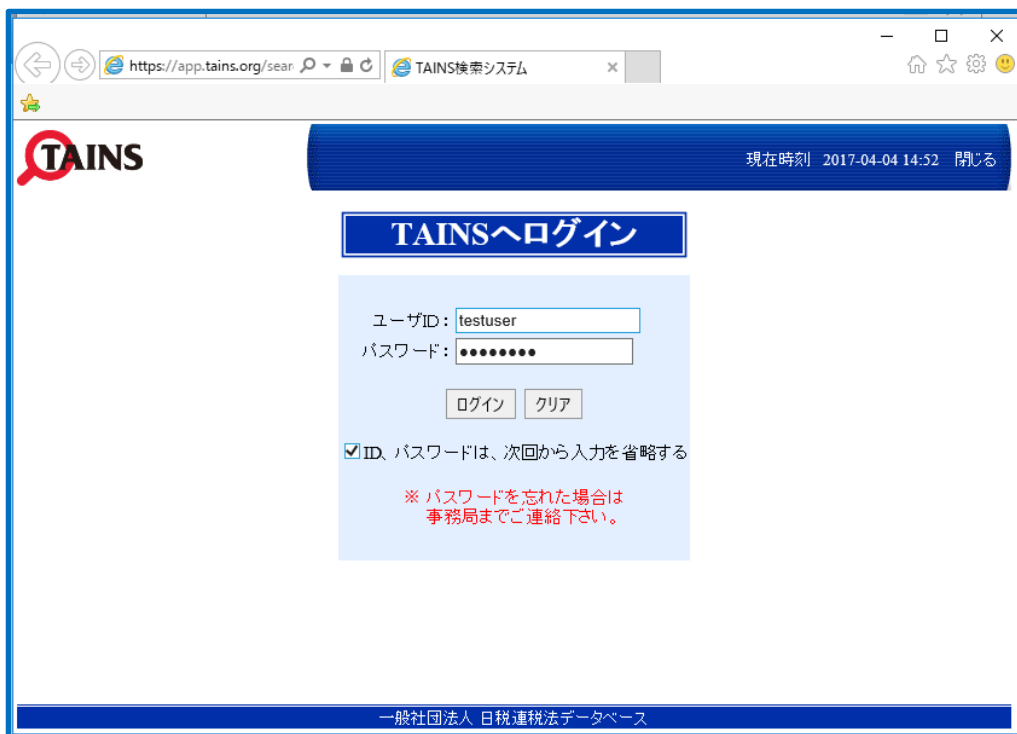 https://app.tains.org/sear
TAINS検索システム
TAINS
現在時刻 2017-04-04 14:52 閉じる
TAINSへログイン
ユーザID：testuser
パスワード：●●●●●●●●
ログイン クリア
ID、パスワードは、次回から入力を省略する
※ パスワードを忘れた場合は
事務局までご連絡下さい。
一般社団法人 日税連税法データベース